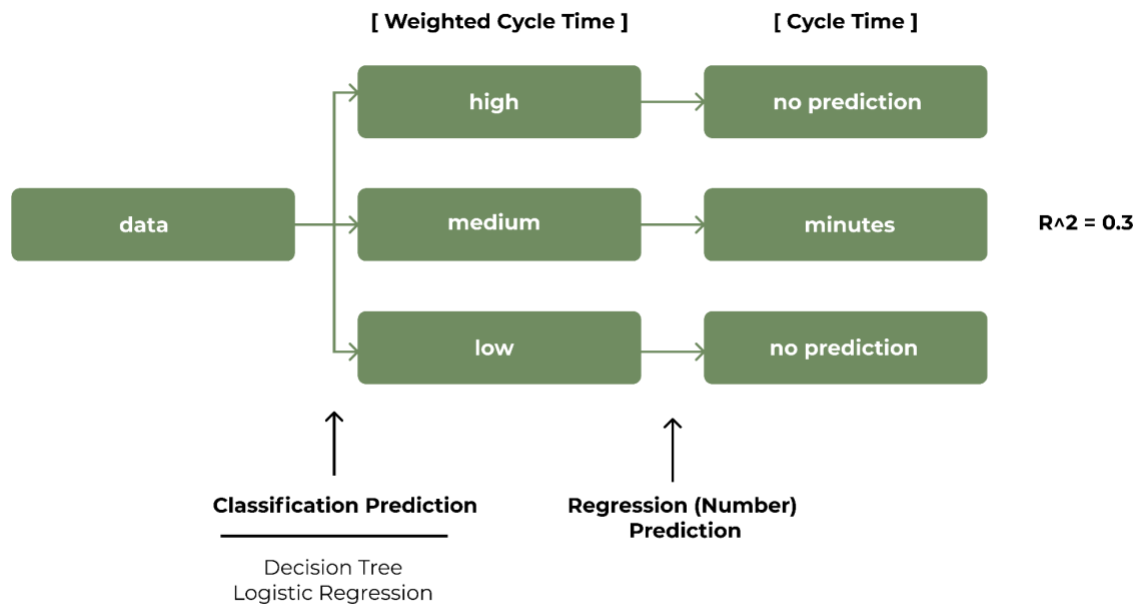 [ Weighted Cycle Time ]
[ Cycle Time ]
high
no prediction
data
medium
minutes
R^2 = 0.3
low
no prediction
Classification Prediction
Regression (Number)
Prediction
Decision Tree
Logistic Regression